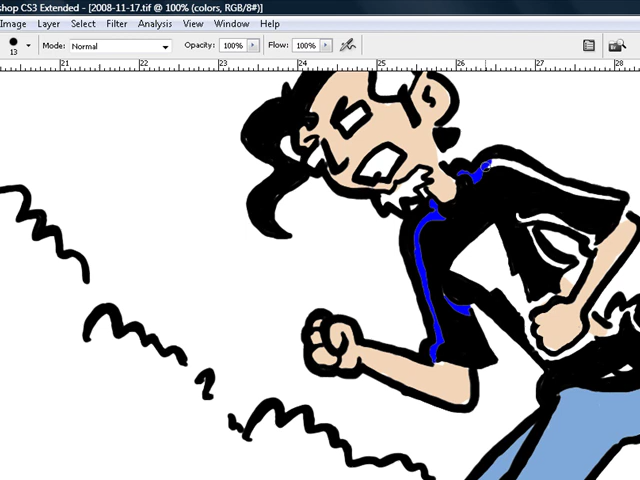 shop CS3 Extended - [2008-11-17.tif @ 100% (colors, RGB/8#)]
Image Layer Select Filter Analysis View Window Help
13 Mode: Normal Opacity: 100% Flow: 100%
21 22 23 24 25 26 27 28